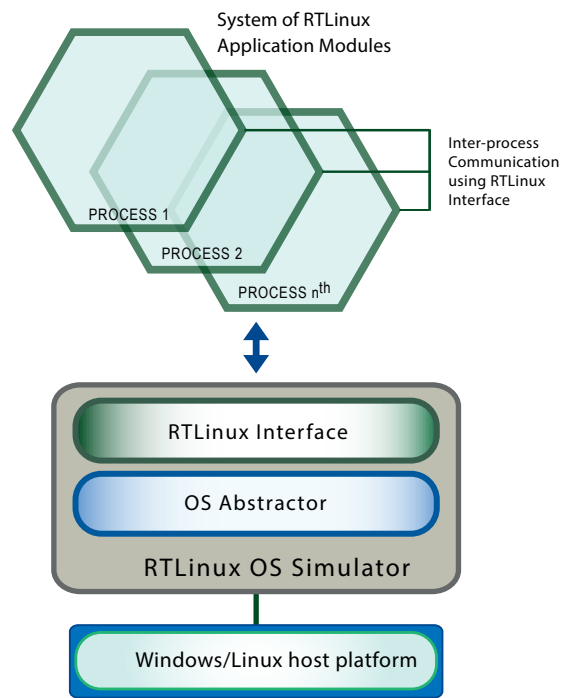 System of RTLinux
Application Modules
Inter-process
Communication
using RTLinux
Interface
PROCESS 1
PROCESS 2
PROCESS nth
RTLinux Interface
OS Abstractor
RTLinux OS Simulator
Windows/Linux host platform